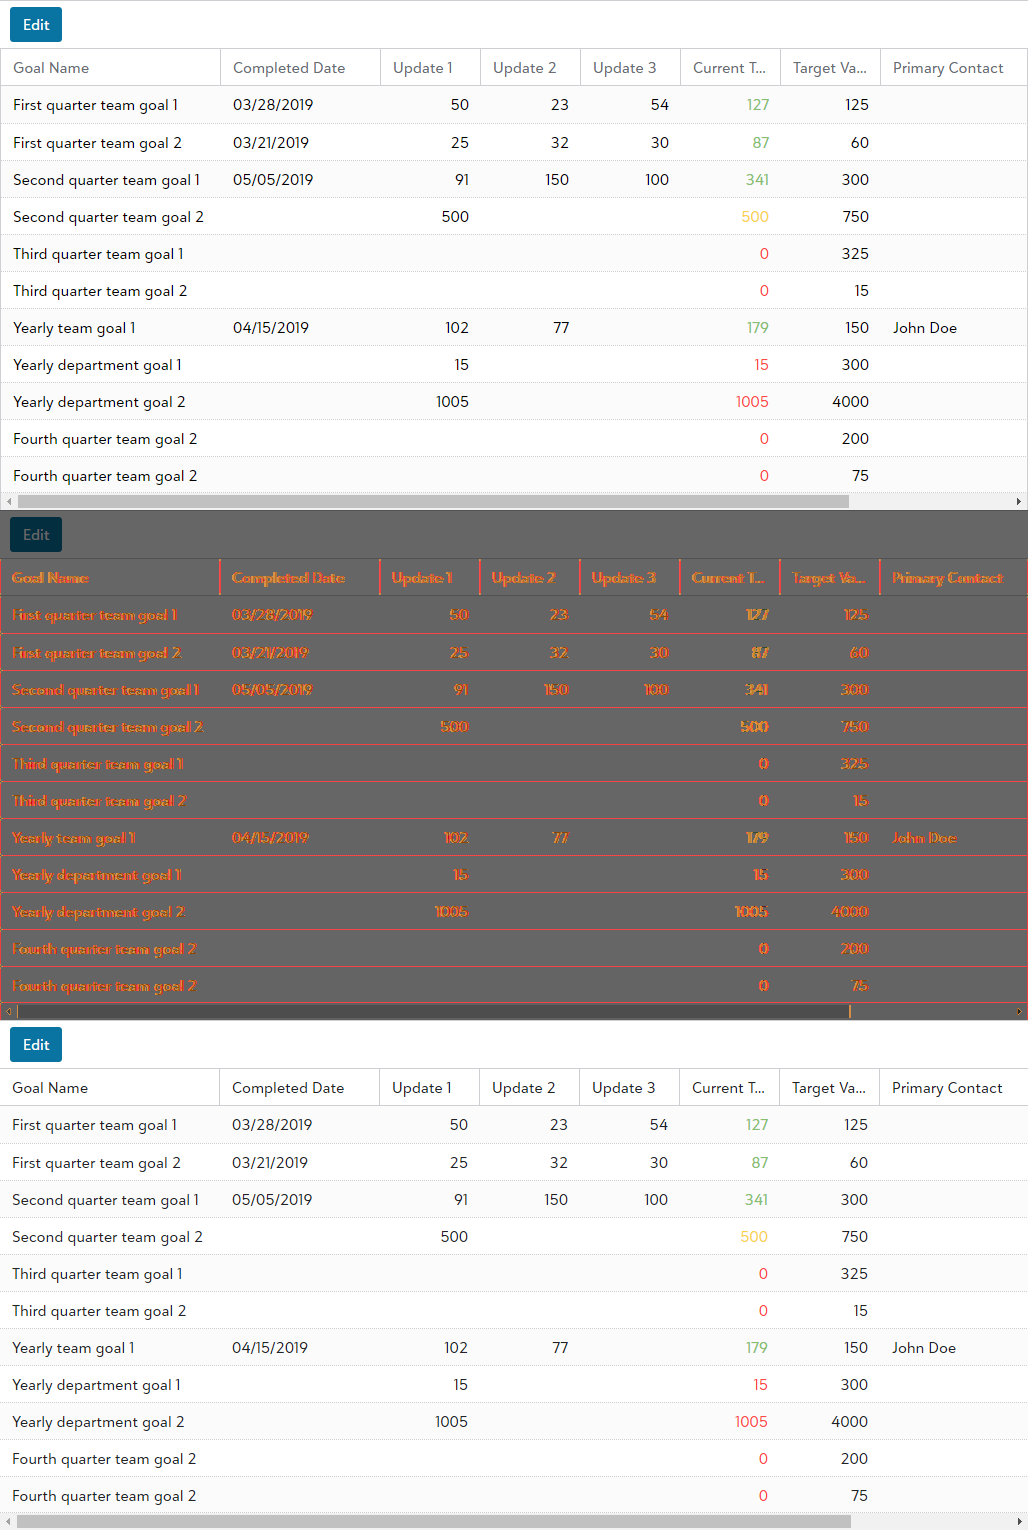 Edit
Goal Name Completed Date Update 1 Update 2 Update 3 Current T... Target Va... Primary Contact
First quarter team goal 1 03/28/2019 50 23 54 127 125
First quarter team goal 2 03/21/2019 25 32 30 87 60
Second quarter team goal 1 05/05/2019 91 150 100 341 300
Second quarter team goal 2 500 500 750
Third quarter team goal 1 0 325
Third quarter team goal 2 0 15
Yearly team goal 1 04/15/2019 102 77 179 150 John Doe
Yearly department goal 1 15 15 300
Yearly department goal 2 1005 1005 4000
Fourth quarter team goal 2 0 200
Fourth quarter team goal 2 0 75
Edit
Goal Name Completed Date Update 1 Update 2 Update 3 Current T... Target Va... Primary Contact
First quarter team goal 1 03/28/2019 50 23 54 127 125
First quarter team goal 2 03/21/2019 25 32 30 87 60
Second quarter team goal 1 05/05/2019 91 150 100 341 300
Second quarter team goal 2 500 500 750
Third quarter team goal 1 0 325
Third quarter team goal 2 0 15
Yearly team goal 1 04/15/2019 102 77 179 150 John Doe
Yearly department goal 1 15 15 300
Yearly department goal 2 1005 1005 4000
Fourth quarter team goal 2 0 200
Fourth quarter team goal 2 0 75
Edit
Goal Name Completed Date Update 1 Update 2 Update 3 Current T... Target Va... Primary Contact
First quarter team goal 1 03/28/2019 50 23 54 127 125
First quarter team goal 2 03/21/2019 25 32 30 87 60
Second quarter team goal 1 05/05/2019 91 150 100 341 300
Second quarter team goal 2 500 500 750
Third quarter team goal 1 0 325
Third quarter team goal 2 0 15
Yearly team goal 1 04/15/2019 102 77 179 150 John Doe
Yearly department goal 1 15 15 300
Yearly department goal 2 1005 1005 4000
Fourth quarter team goal 2 0 200
Fourth quarter team goal 2 0 75